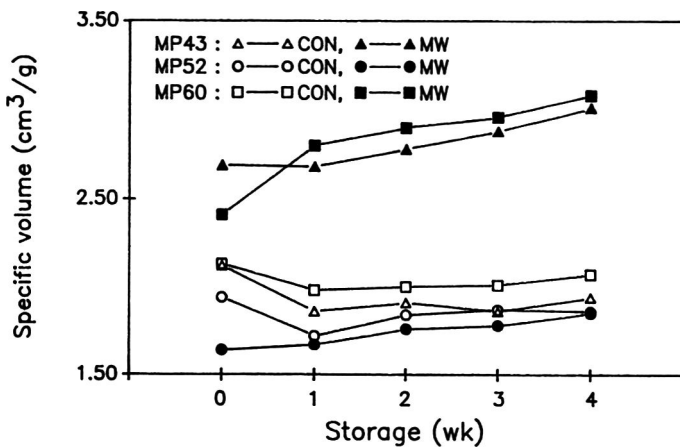 3.50
MP43 : CON, MW
MP52 : CON, MW
MP60 : CON, MW
Specific volume (cm³/g)
2.50
1.50
0 1 2 3 4
Storage (wk)